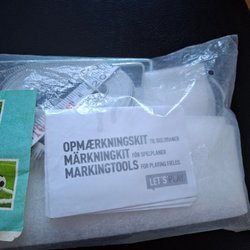 OPMÆRKNINGSKIT TIL BOLDBANER
MÄRKNINGKIT FÖR SPELPLANER
MARKINGTOOLS FOR PLAYING FIELDS
LET'S PLAY